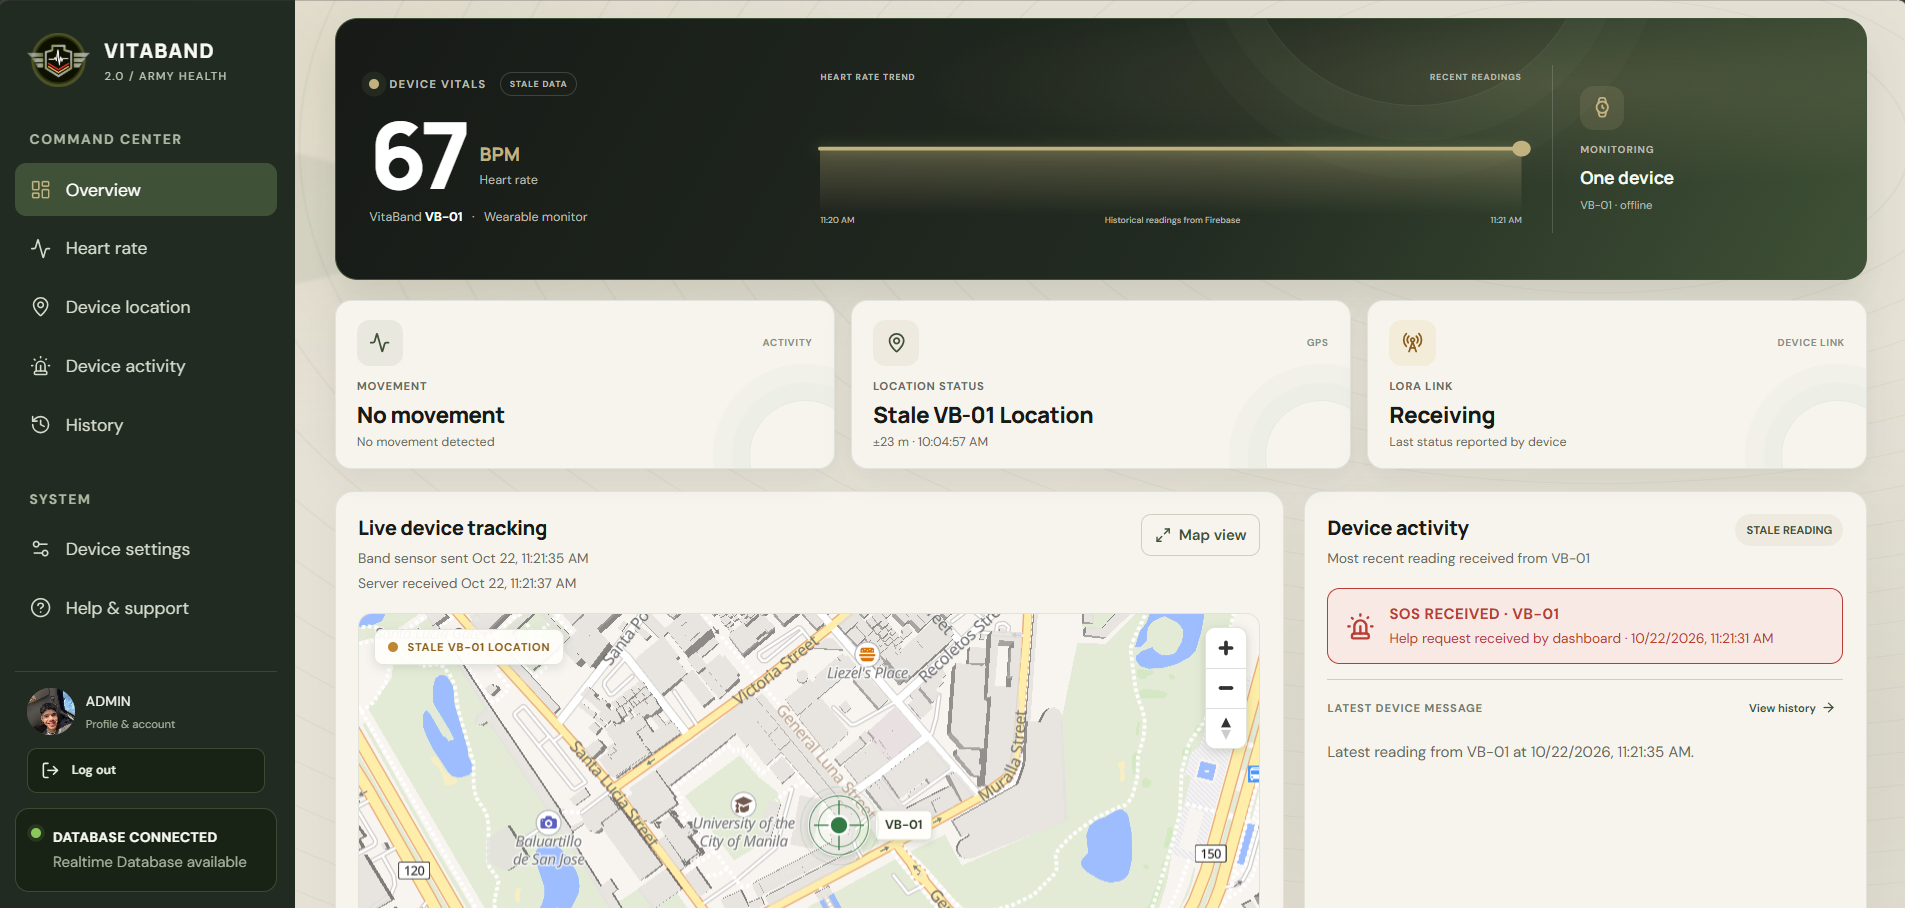 VITABAND
2.0 / ARMY HEALTH
COMMAND CENTER
Overview
Heart rate
Device location
Device activity
History
SYSTEM
Device settings
Help & support
ADMIN
Profile & account
Log out
DATABASE CONNECTED
Realtime Database available
DEVICE VITALS
STALE DATA
67
BPM
Heart rate
VitaBand VB-01 · Wearable monitor
HEART RATE TREND
RECENT READINGS
11:20 AM
Historical readings from Firebase
11:21 AM
MONITORING
One device
VB-01 · offline
ACTIVITY
MOVEMENT
No movement
No movement detected
GPS
LOCATION STATUS
Stale VB-01 Location
±23 m · 10:04:57 AM
DEVICE LINK
LORA LINK
Receiving
Last status reported by device
Live device tracking
Band sensor sent Oct 22, 11:21:35 AM
Server received Oct 22, 11:21:37 AM
Map view
STALE VB-01 LOCATION
Santa Po
Victoria Street
Liezel's Place
Recoletos Stre
eet
General Luna Street
Santa Lucia Street
Muralla Street
University of the
City of Manila
VB-01
Baluartillo
de San Jose
120
150
Ge
Device activity
STALE READING
Most recent reading received from VB-01
SOS RECEIVED · VB-01
Help request received by dashboard · 10/22/2026, 11:21:31 AM
LATEST DEVICE MESSAGE
View history
Latest reading from VB-01 at 10/22/2026, 11:21:35 AM.